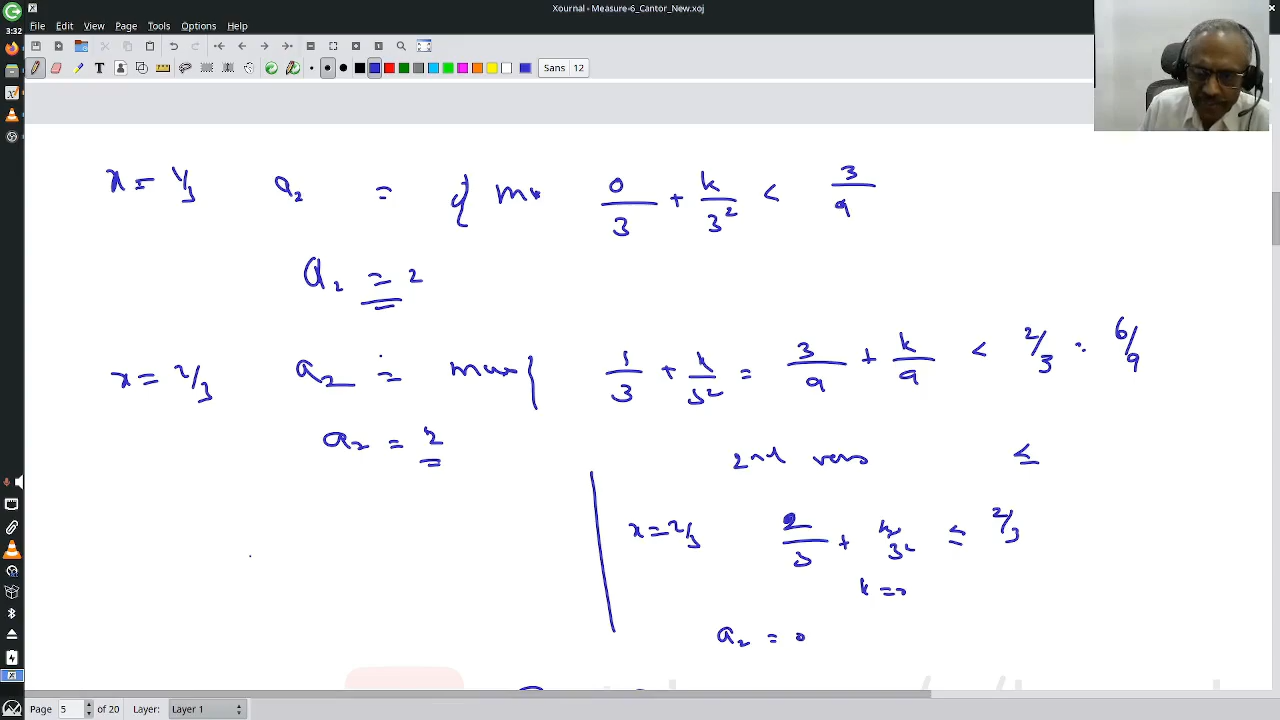 Xournal - Measure-6_Cantor_New.xoj
3:32
File Edit View Page Tools Options Help
Sans 12
x = 1/3 a₂ = { max 0/3 + k/3² < 3/9
a₂ = 2
x = 2/3 a₂ = max { 1/3 + k/3² = 3/9 + k/9 < 2/3 = 6/9
a₂ = 2
2nd vers ≤
x = 2/3 2/3 + k/3² ≤ 2/3
k = 0
a₂ = 0
Page 5 of 20 Layer: Layer 1